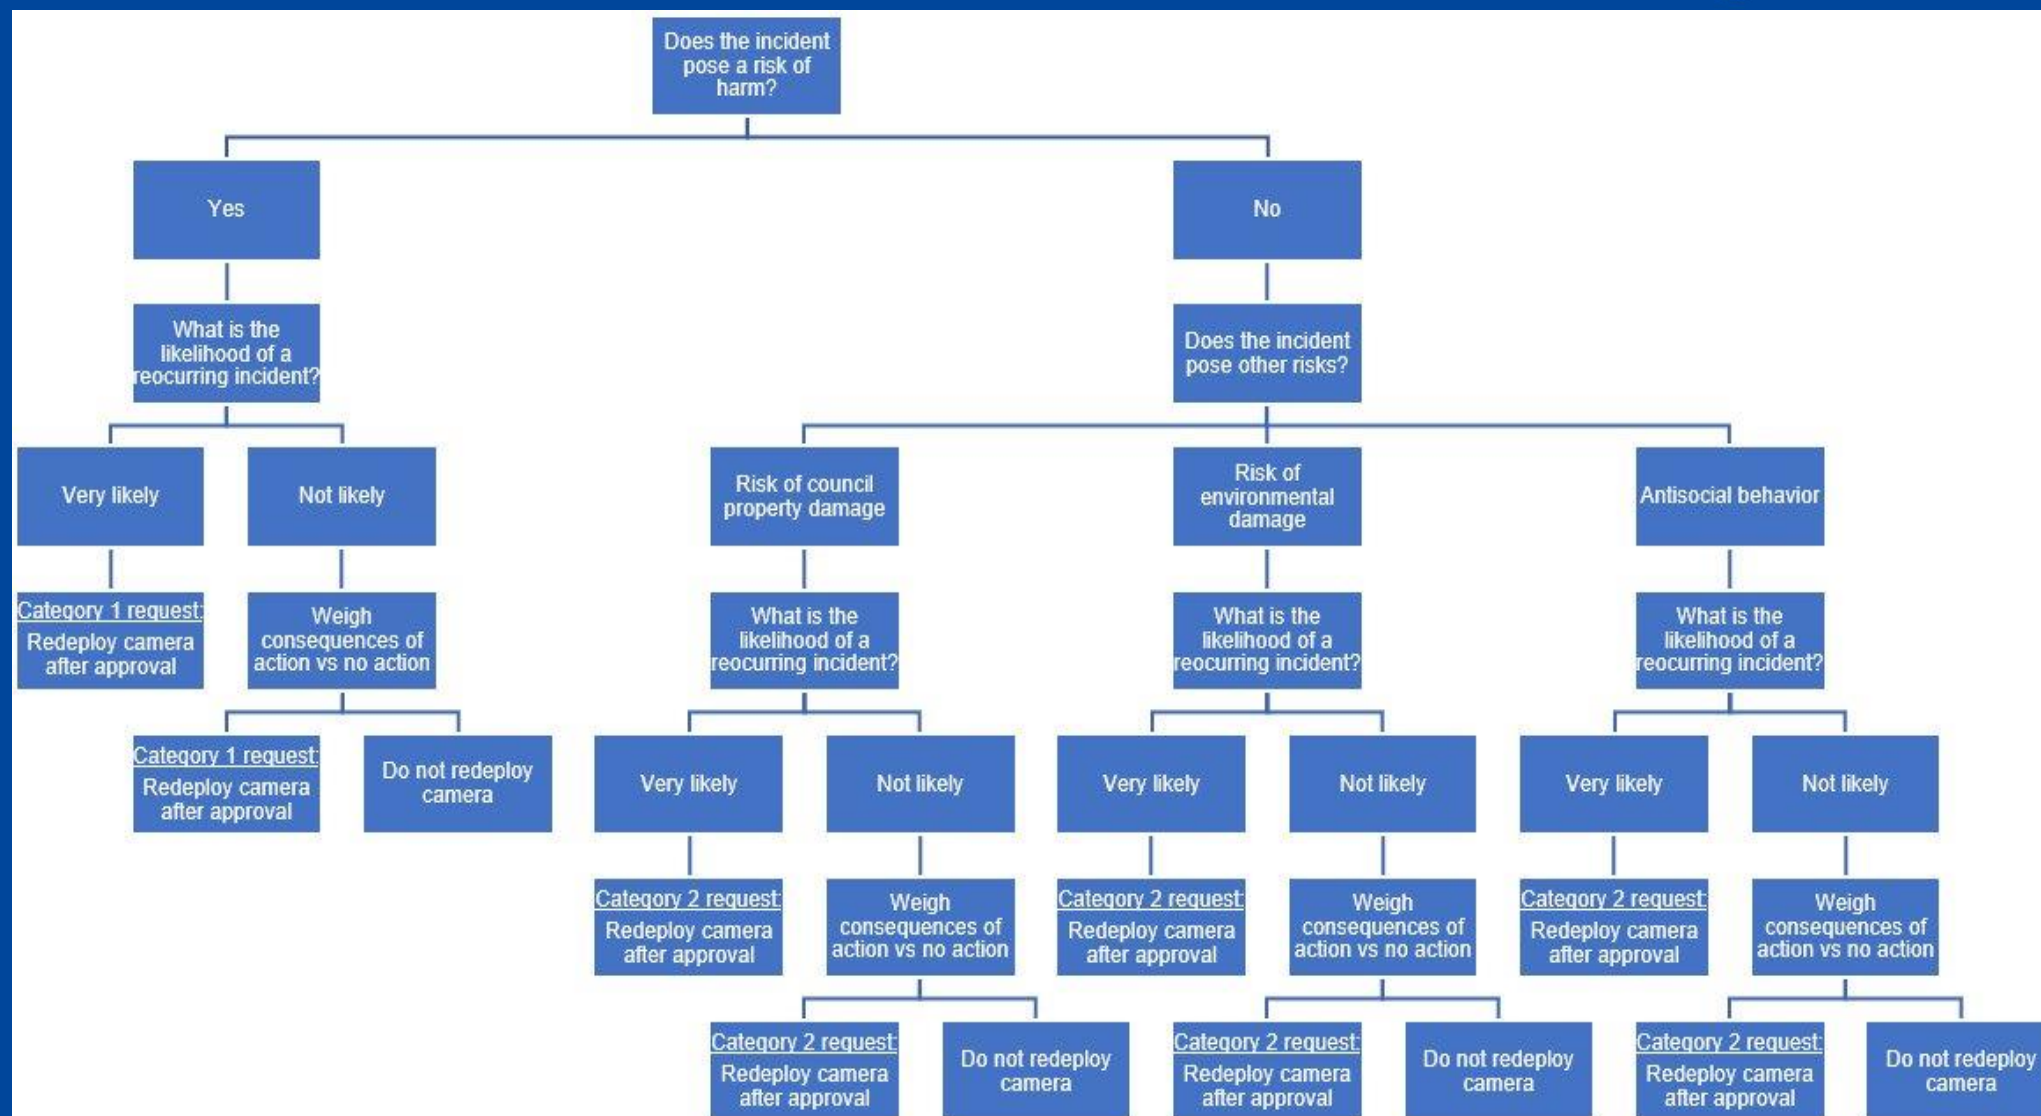 Does the incident
pose a risk of
harm?
Yes
No
What is the
likelihood of a
reocurring incident?
Does the incident
pose other risks?
Very likely
Not likely
Risk of council
property damage
Risk of
environmental
damage
Antisocial behavior
Category 1 request:
Redeploy camera
after approval
Weigh
consequences of
action vs no action
What is the
likelihood of a
reocurring incident?
What is the
likelihood of a
reocurring incident?
What is the
likelihood of a
reocurring incident?
Category 1 request:
Redeploy camera
after approval
Do not redeploy
camera
Very likely
Not likely
Very likely
Not likely
Very likely
Not likely
Category 2 request:
Redeploy camera
after approval
Weigh
consequences of
action vs no action
Category 2 request:
Redeploy camera
after approval
Weigh
consequences of
action vs no action
Category 2 request:
Redeploy camera
after approval
Weigh
consequences of
action vs no action
Category 2 request:
Redeploy camera
after approval
Do not redeploy
camera
Category 2 request:
Redeploy camera
after approval
Do not redeploy
camera
Category 2 request:
Redeploy camera
after approval
Do not redeploy
camera